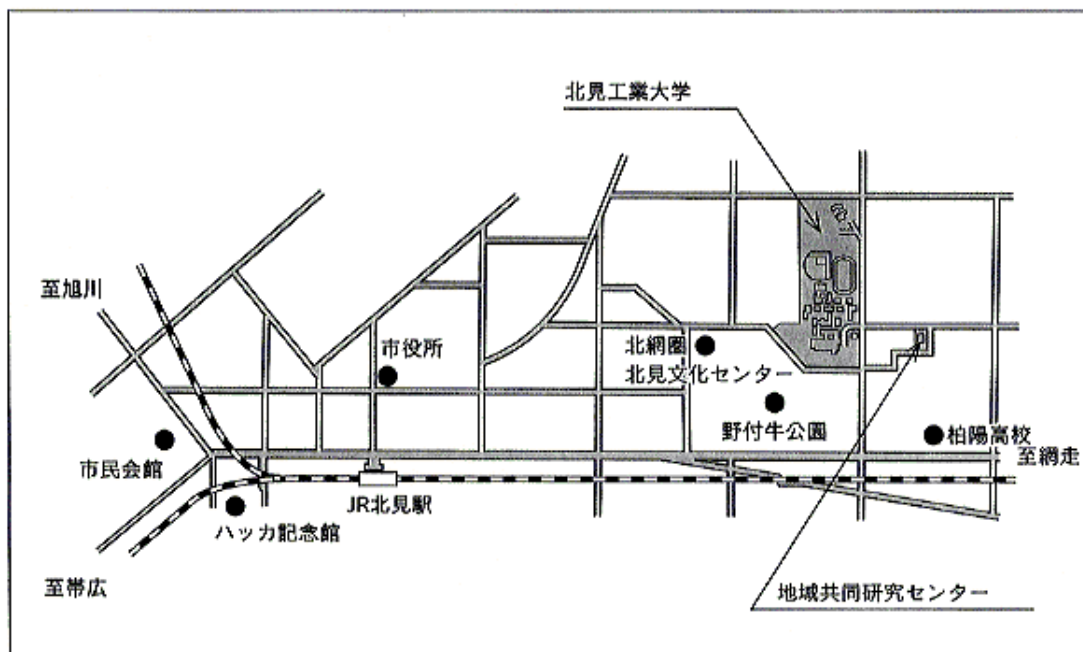 北見工業大学
至旭川
市役所
北網圏
北見文化センター
野付牛公園
柏陽高校
至網走
市民会館
JR北見駅
ハッカ記念館
至帯広
地域共同研究センター